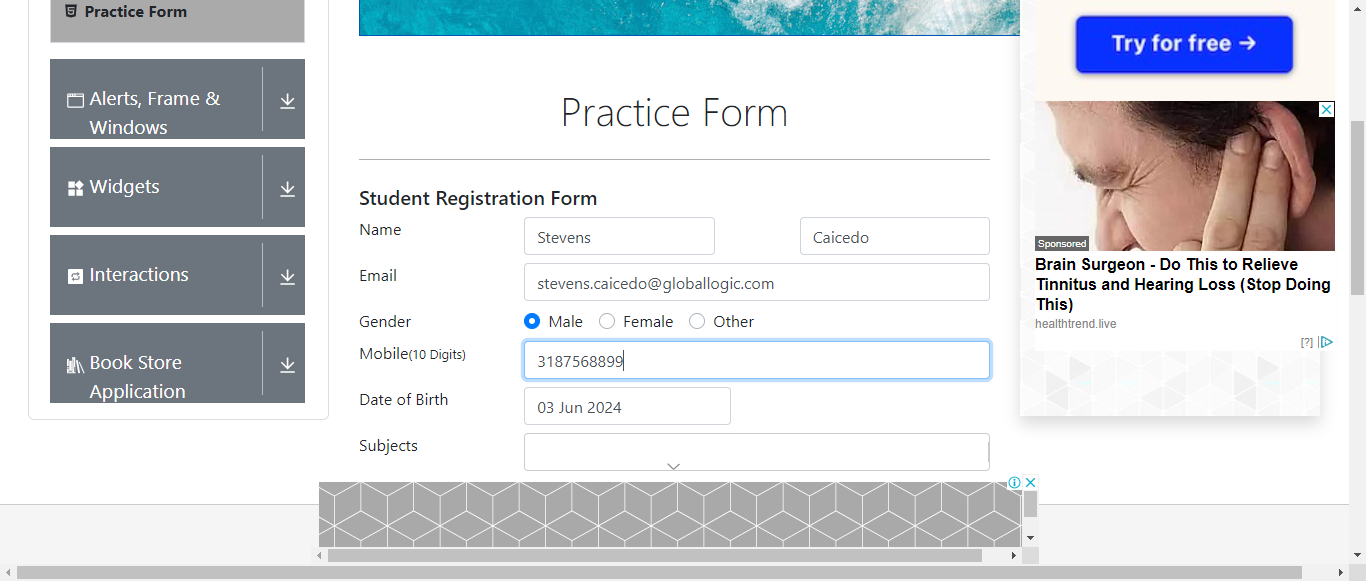 Practice Form
Alerts, Frame &
Windows
Widgets
Interactions
Book Store
Application
Practice Form
Student Registration Form
Name
Stevens
Caicedo
Email
stevens.caicedo@globallogic.com
Gender
Male
Female
Other
Mobile(10 Digits)
3187568899
Date of Birth
03 Jun 2024
Subjects
Try for free →
Sponsored
Brain Surgeon - Do This to Relieve
Tinnitus and Hearing Loss (Stop Doing
This)
healthtrend.live
[?]